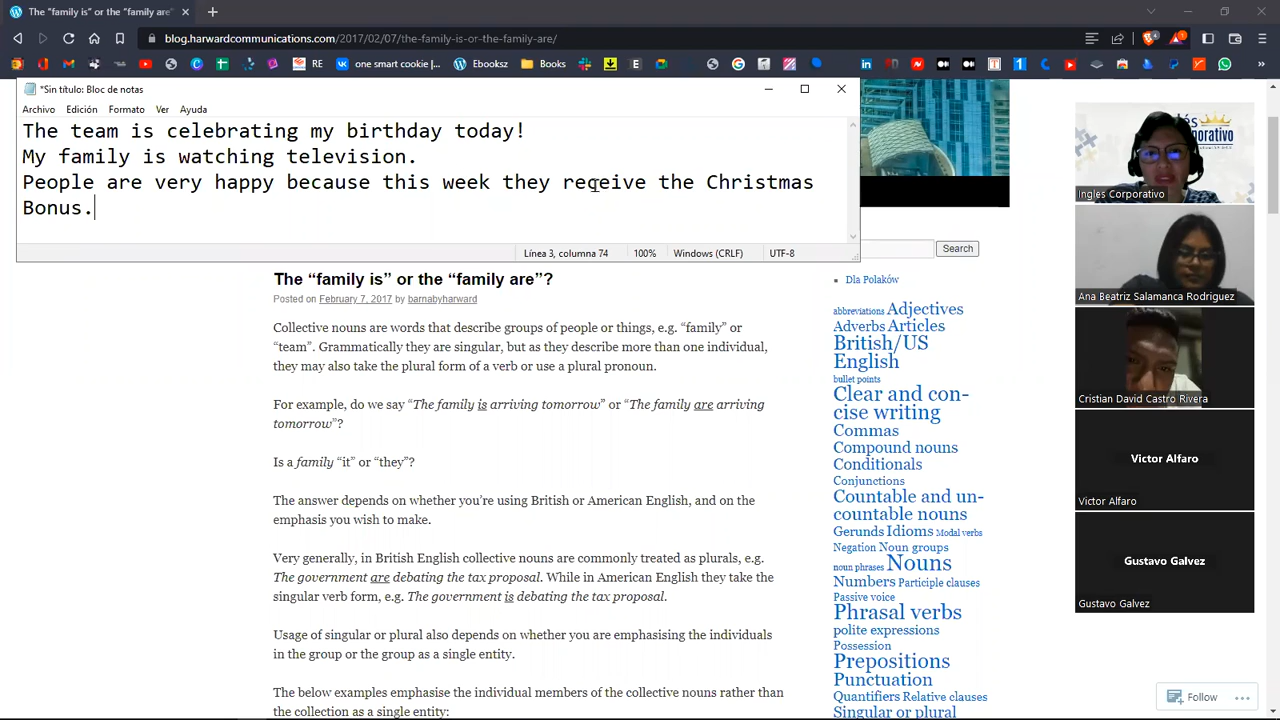 The "family is" or the "family are"
blog.harwardcommunications.com/2017/02/07/the-family-is-or-the-family-are/
RE
one smart cookie |...
Ebooksz
Books
*Sin título: Bloc de notas
Archivo Edición Formato Ver Ayuda
The team is celebrating my birthday today!
My family is watching television.
People are very happy because this week they receive the Christmas
Bonus.
Línea 3, columna 74 100% Windows (CRLF) UTF-8
Search
The “family is” or the “family are”?
Posted on February 7, 2017 by barnabyharward
Collective nouns are words that describe groups of people or things, e.g. “family” or
“team”. Grammatically they are singular, but as they describe more than one individual,
they may also take the plural form of a verb or use a plural pronoun.
For example, do we say “The family is arriving tomorrow” or “The family are arriving
tomorrow”?
Is a family “it” or “they”?
The answer depends on whether you’re using British or American English, and on the
emphasis you wish to make.
Very generally, in British English collective nouns are commonly treated as plurals, e.g.
The government are debating the tax proposal. While in American English they take the
singular verb form, e.g. The government is debating the tax proposal.
Usage of singular or plural also depends on whether you are emphasising the individuals
in the group or the group as a single entity.
The below examples emphasise the individual members of the collective nouns rather than
the collection as a single entity:
Dla Polaków
abbreviations Adjectives
Adverbs Articles
British/US
English
bullet points
Clear and con-
cise writing
Commas
Compound nouns
Conditionals
Conjunctions
Countable and un-
countable nouns
Gerunds Idioms Modal verbs
Negation Noun groups
noun phrases Nouns
Numbers Participle clauses
Passive voice
Phrasal verbs
polite expressions
Possession
Prepositions
Punctuation
Quantifiers Relative clauses
Singular or plural
Corporativo
Ingles Corporativo
Ana Beatriz Salamanca Rodriguez
Cristian David Castro Rivera
Victor Alfaro
Victor Alfaro
Gustavo Galvez
Gustavo Galvez
Follow